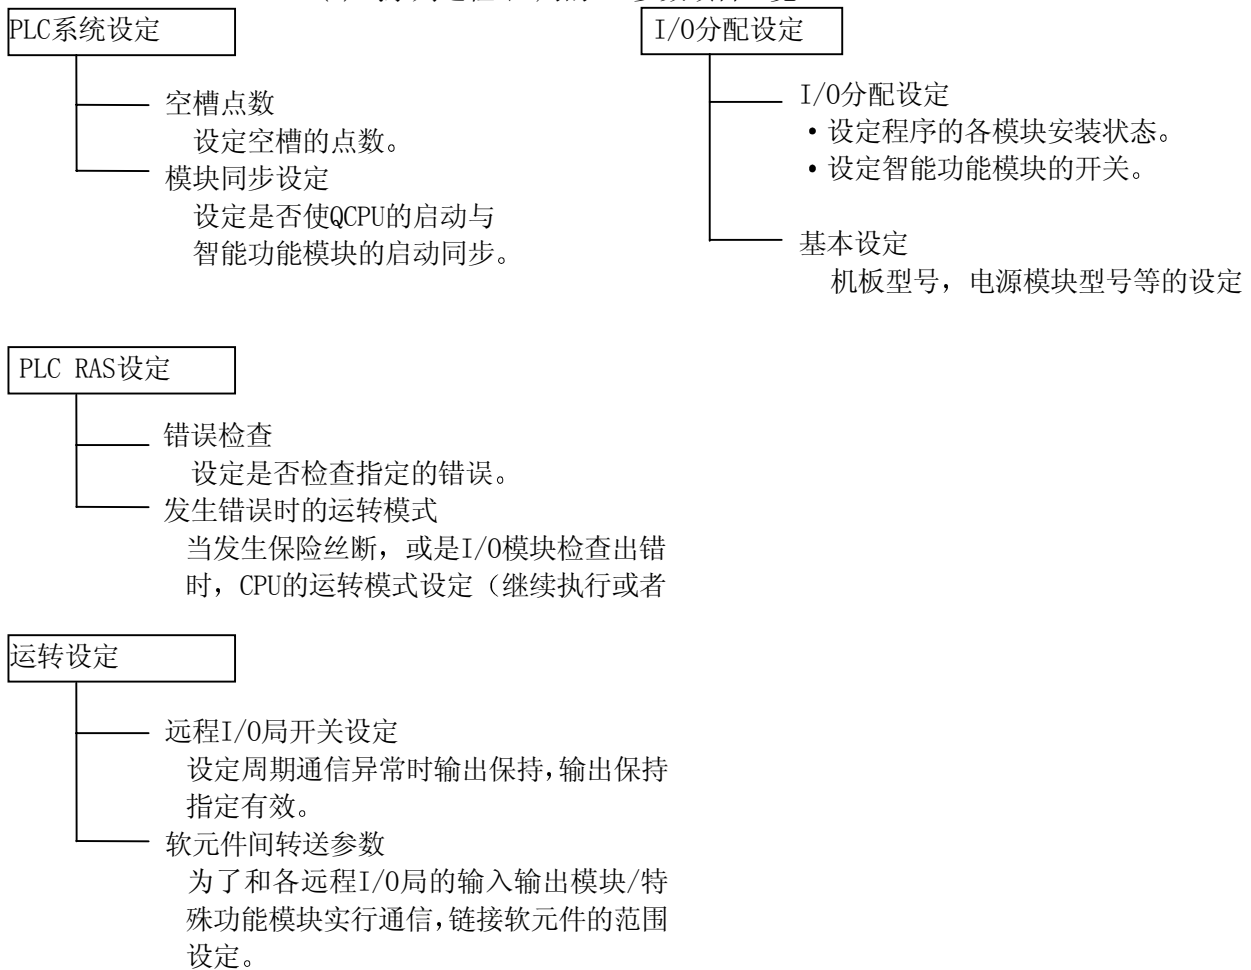 PLC系统设定
空槽点数
设定空槽的点数。
模块同步设定
设定是否使QCPU的启动与
智能功能模块的启动同步。
I/O分配设定
I/O分配设定
・设定程序的各模块安装状态。
・设定智能功能模块的开关。
基本设定
机板型号，电源模块型号等的设定
PLC RAS设定
错误检查
设定是否检查指定的错误。
发生错误时的运转模式
当发生保险丝断，或是I/O模块检查出错
时，CPU的运转模式设定（继续执行或者
运转设定
远程I/O局开关设定
设定周期通信异常时输出保持，输出保持
指定有效。
软元件间转送参数
为了和各远程I/O局的输入输出模块/特
殊功能模块实行通信，链接软元件的范围
设定。